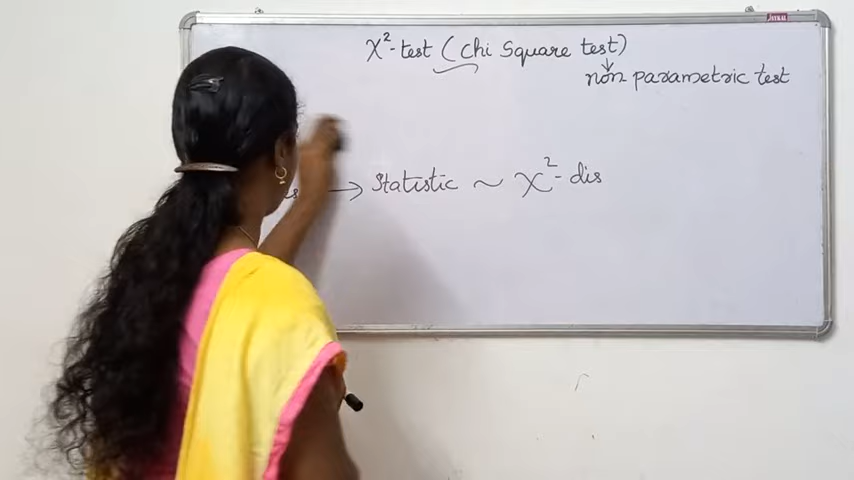 χ²-test (chi square test)
non parametric test
→ Statistic ~ χ²-dis